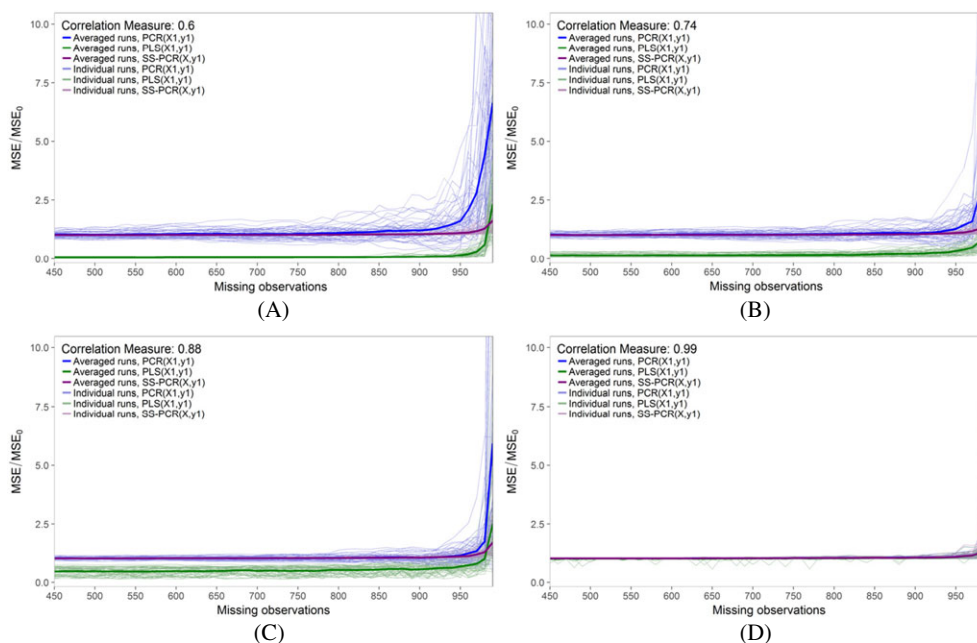 10.0
7.5
5.0
2.5
0.0
MSE/MSE₀
Correlation Measure: 0.6
Averaged runs, PCR(X1,y1)
Averaged runs, PLS(X1,y1)
Averaged runs, SS-PCR(X,y1)
Individual runs, PCR(X1,y1)
Individual runs, PLS(X1,y1)
Individual runs, SS-PCR(X,y1)
450 500 550 600 650 700 750 800 850 900 950
Missing observations
(A)
10.0
7.5
5.0
2.5
0.0
MSE/MSE₀
Correlation Measure: 0.74
Averaged runs, PCR(X1,y1)
Averaged runs, PLS(X1,y1)
Averaged runs, SS-PCR(X,y1)
Individual runs, PCR(X1,y1)
Individual runs, PLS(X1,y1)
Individual runs, SS-PCR(X,y1)
450 500 550 600 650 700 750 800 850 900 950
Missing observations
(B)
10.0
7.5
5.0
2.5
0.0
MSE/MSE₀
Correlation Measure: 0.88
Averaged runs, PCR(X1,y1)
Averaged runs, PLS(X1,y1)
Averaged runs, SS-PCR(X,y1)
Individual runs, PCR(X1,y1)
Individual runs, PLS(X1,y1)
Individual runs, SS-PCR(X,y1)
450 500 550 600 650 700 750 800 850 900 950
Missing observations
(C)
10.0
7.5
5.0
2.5
0.0
MSE/MSE₀
Correlation Measure: 0.99
Averaged runs, PCR(X1,y1)
Averaged runs, PLS(X1,y1)
Averaged runs, SS-PCR(X,y1)
Individual runs, PCR(X1,y1)
Individual runs, PLS(X1,y1)
Individual runs, SS-PCR(X,y1)
450 500 550 600 650 700 750 800 850 900 950
Missing observations
(D)